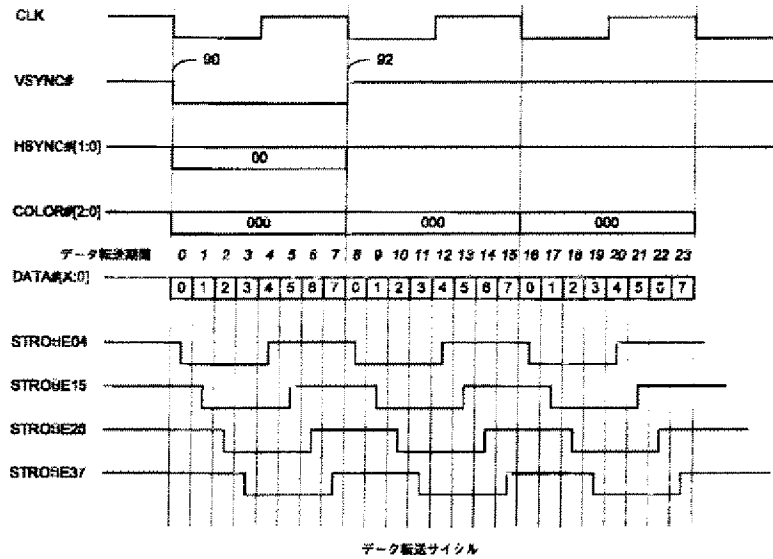 CLK
90
92
VSYNC#
HSYNC#[1:0]
00
COLOR#[2:0]
000 000 000
データ転送期間 0 1 2 3 4 5 6 7 8 9 10 11 12 13 14 15 16 17 18 19 20 21 22 23
DATA#[X:0]
0 1 2 3 4 5 6 7 0 1 2 3 4 5 6 7 0 1 2 3 4 5 6 7
STROBE04
STROBE15
STROBE26
STROBE37
データ転送サイクル